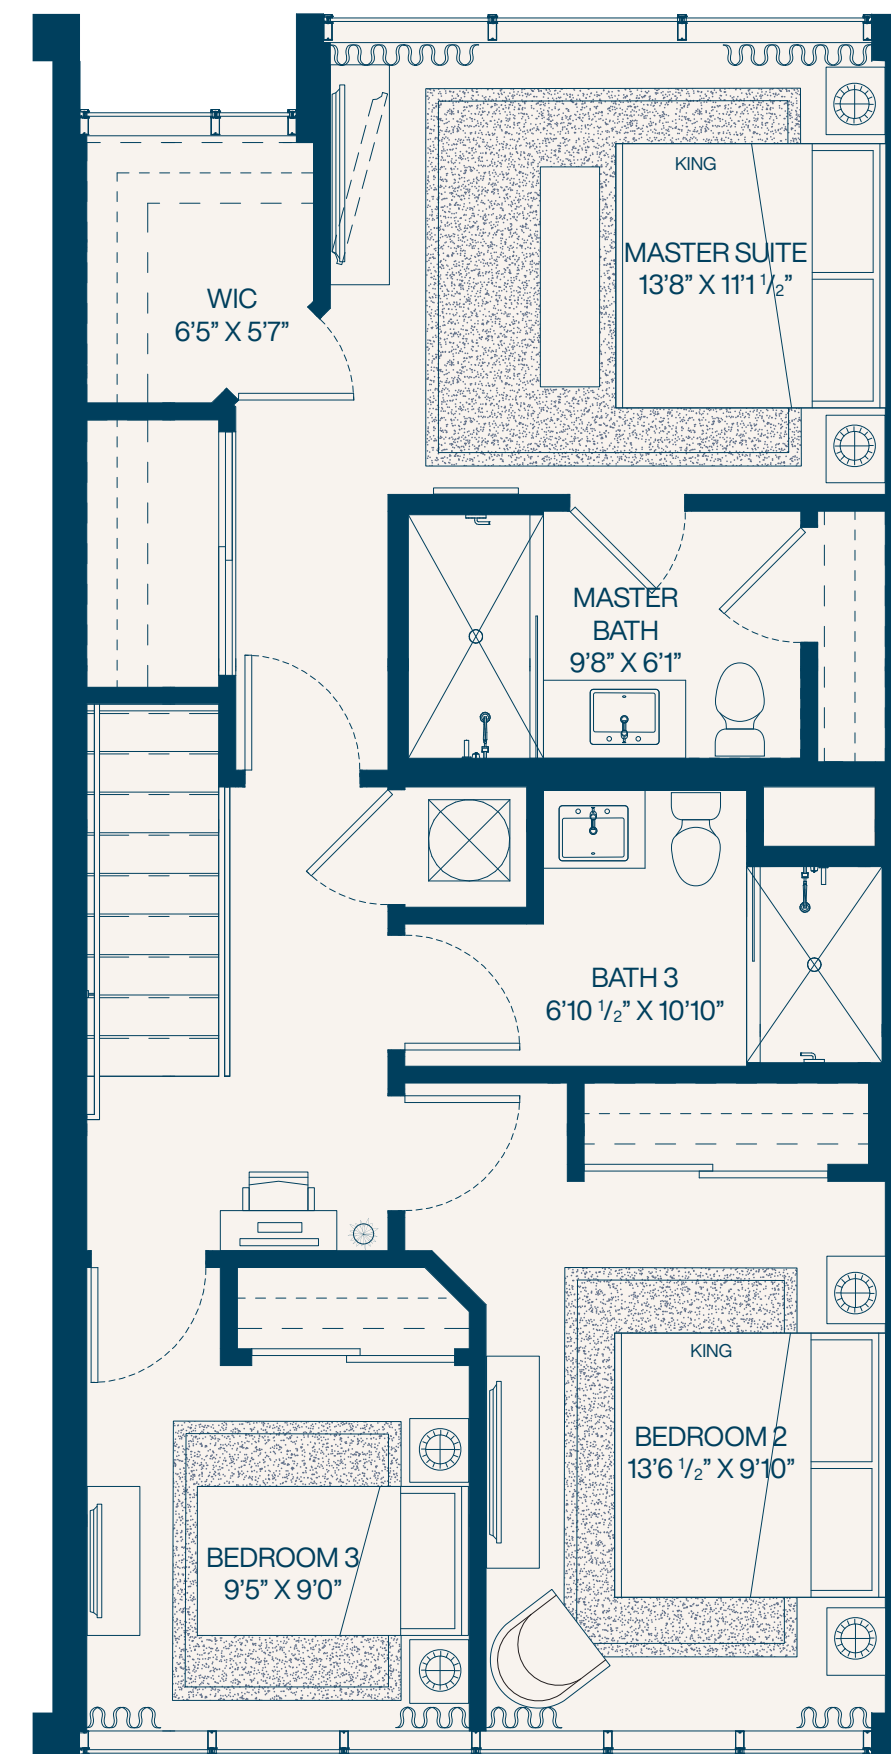 KING
MASTER SUITE
13’8” X 11’1 1/2”
WIC
6’5” X 5’7”
MASTER
BATH
9’8” X 6’1”
BATH 3
6’10 1/2” X 10’10”
KING
BEDROOM 2
13’6 1/2” X 9’10”
BEDROOM 3
9’5” X 9’0”